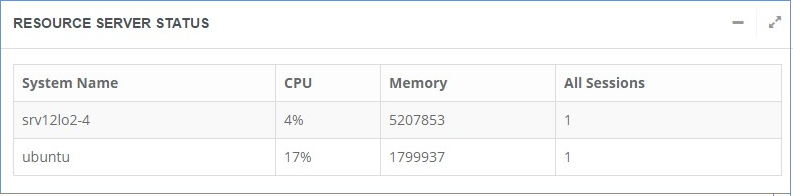 RESOURCE SERVER STATUS
System Name CPU Memory All Sessions
srv12lo2-4 4% 5207853 1
ubuntu 17% 1799937 1